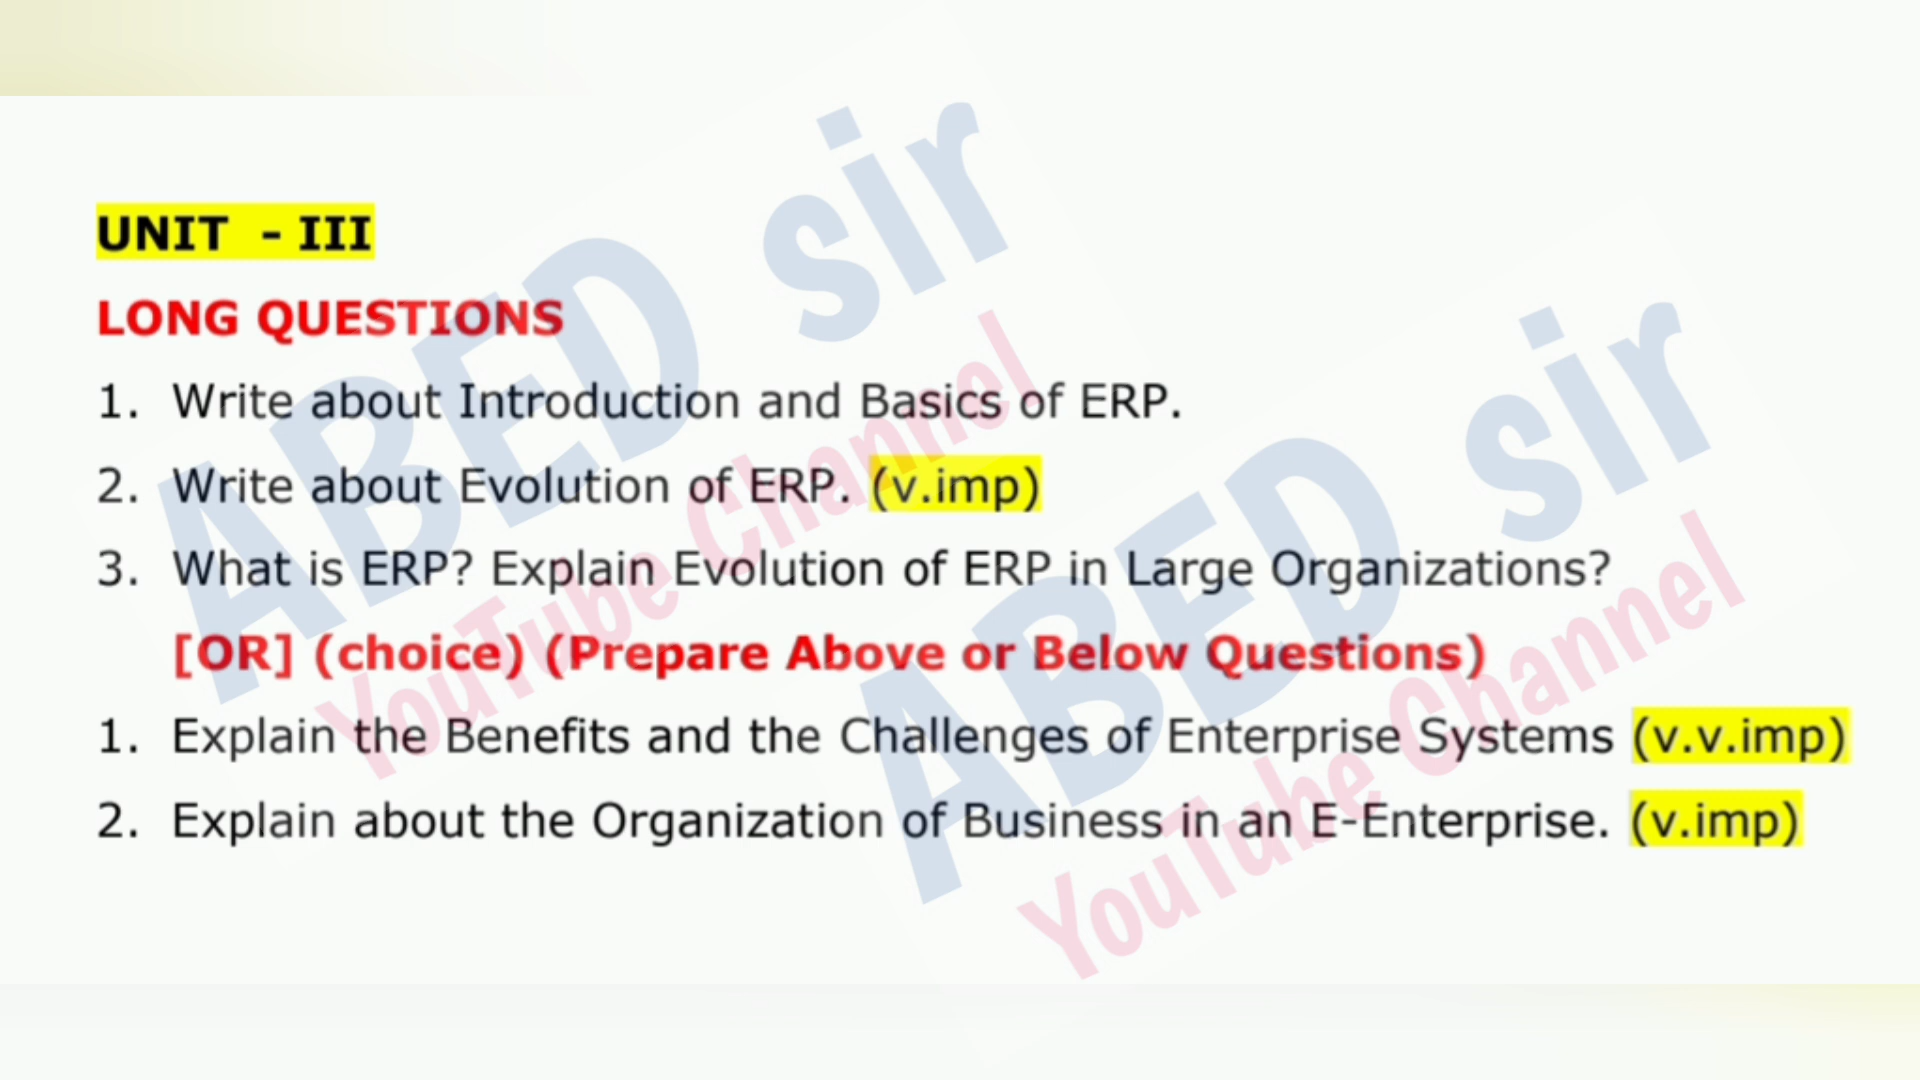 UNIT - III
LONG QUESTIONS
1. Write about Introduction and Basics of ERP.
2. Write about Evolution of ERP. (v.imp)
3. What is ERP? Explain Evolution of ERP in Large Organizations?
[OR] (choice) (Prepare Above or Below Questions)
1. Explain the Benefits and the Challenges of Enterprise Systems (v.v.imp)
2. Explain about the Organization of Business in an E-Enterprise. (v.imp)
ABED sir
YouTube Channel
ABED sir
YouTube Channel